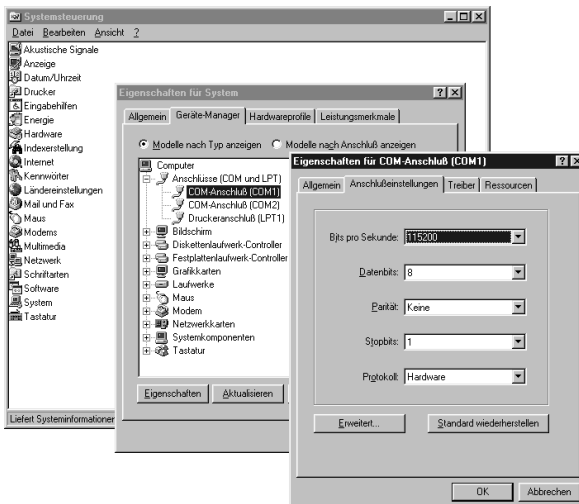 Systemsteuerung
Datei Bearbeiten Ansicht ?
Akustische Signale
Anzeige
Datum/Uhrzeit
Drucker
Eingabehilfen
Energie
Hardware
Indexerstellung
Internet
Kennwörter
Ländereinstellungen
Mail und Fax
Maus
Modems
Multimedia
Netzwerk
Schriftarten
Software
System
Tastatur
Liefert Systeminformationen
Eigenschaften für System
Allgemein Geräte-Manager Hardwareprofile Leistungsmerkmale
Modelle nach Typ anzeigen Modelle nach Anschluß anzeigen
Computer
Anschlüsse (COM und LPT)
COM-Anschluß (COM1)
COM-Anschluß (COM2)
Druckeranschluß (LPT1)
Bildschirm
Diskettenlaufwerk-Controller
Festplattenlaufwerk-Controller
Grafikkarten
Laufwerke
Maus
Modem
Netzwerkkarten
Systemkomponenten
Tastatur
Eigenschaften Aktualisieren
Eigenschaften für COM-Anschluß (COM1)
Allgemein Anschlußeinstellungen Treiber Ressourcen
Bits pro Sekunde: 115200
Datenbits: 8
Parität: Keine
Stopbits: 1
Protokoll: Hardware
Erweitert... Standard wiederherstellen
OK Abbrechen